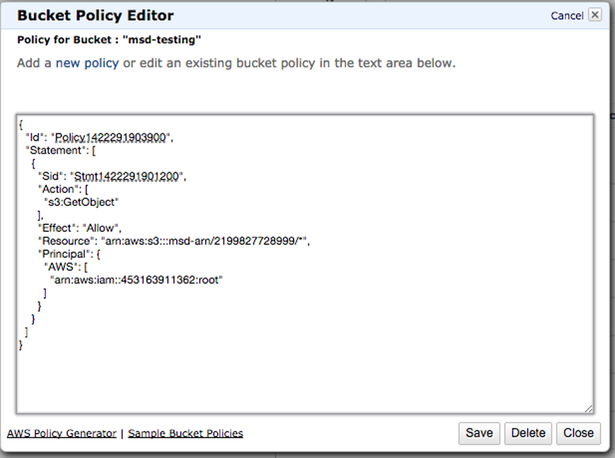 Bucket Policy Editor
Cancel
Policy for Bucket : "msd-testing"
Add a new policy or edit an existing bucket policy in the text area below.
{
"Id": "Policy1422291903900",
"Statement": [
{
"Sid": "Stmt1422291901200",
"Action": [
"s3:GetObject"
],
"Effect": "Allow",
"Resource": "arn:aws:s3:::msd-arn/2199827728999/*",
"Principal": {
"AWS": [
"arn:aws:iam::453163911362:root"
]
}
}
]
}
AWS Policy Generator | Sample Bucket Policies
Save Delete Close